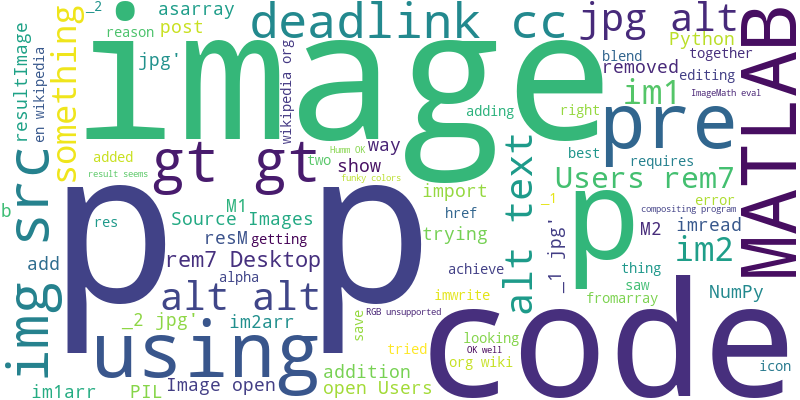 _2
asarray
reason
post
jpg'
resultImage
en wikipedia
something
image
wikipedia org
deadlink cc
jpg alt
Python
together
blend
removed
editing
ImageMath eval
im1
adding
right
MATLAB
img src
added
result seems
gt gt
two
Humm OK
way
show
funky colors
pre
best
requires
Users rem7
error
b
res
M1
Source Images
resM
getting
p p
import
href
trying
alt text
_1
_1 jpg'
p
compositing program
M2
imread
im2
add
rem7 Desktop
alpha
achieve
thing
saw
fromarray
NumPy
alt alt
imwrite
_2 jpg'
im2arr
save
RGB unsupported
code
using
tried
looking
OK well
org wiki
icon
im1arr
PIL
Image open
addition
open Users